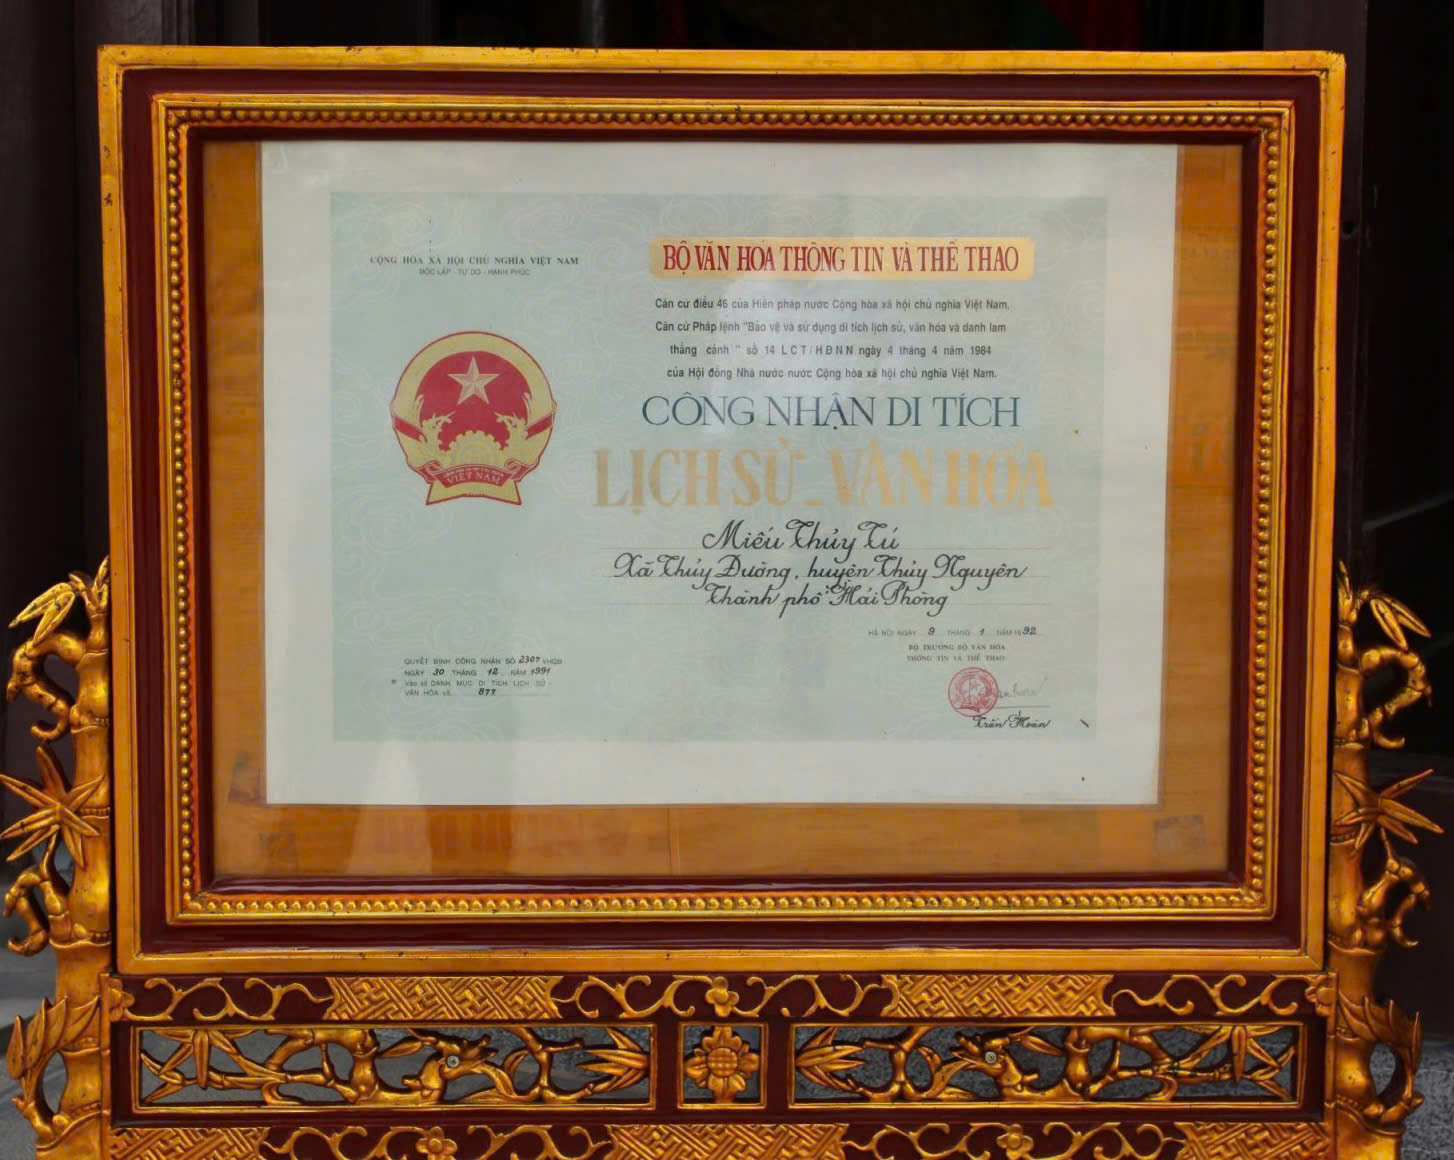 CỘNG HÒA XÃ HỘI CHỦ NGHĨA VIỆT NAM
ĐỘC LẬP - TỰ DO - HẠNH PHÚC
VIỆT NAM
BỘ VĂN HÓA THÔNG TIN VÀ THỂ THAO
Căn cứ điều 46 của Hiến pháp nước Cộng hòa xã hội chủ nghĩa Việt Nam,
Căn cứ Pháp lệnh "Bảo vệ và sử dụng di tích lịch sử, văn hóa và danh lam
thắng cảnh" số 14 LCT/HĐNN ngày 4 tháng 4 năm 1984
của Hội đồng Nhà nước nước Cộng hòa xã hội chủ nghĩa Việt Nam.
CÔNG NHẬN DI TÍCH
LỊCH SỬ - VĂN HÓA
Miếu Thủy Tú
Xã Thủy Đường, huyện Thủy Nguyên
Thành phố Hải Phòng
HÀ NỘI NGÀY 9 THÁNG 1 NĂM 1992
BỘ TRƯỞNG BỘ VĂN HÓA
THÔNG TIN VÀ THỂ THAO
Trần Hoàn
QUYẾT ĐỊNH CÔNG NHẬN SỐ 2307 VHQĐ
NGÀY 30 THÁNG 12 NĂM 1991
* Vào sổ DANH MỤC DI TÍCH LỊCH SỬ -
VĂN HÓA số 877